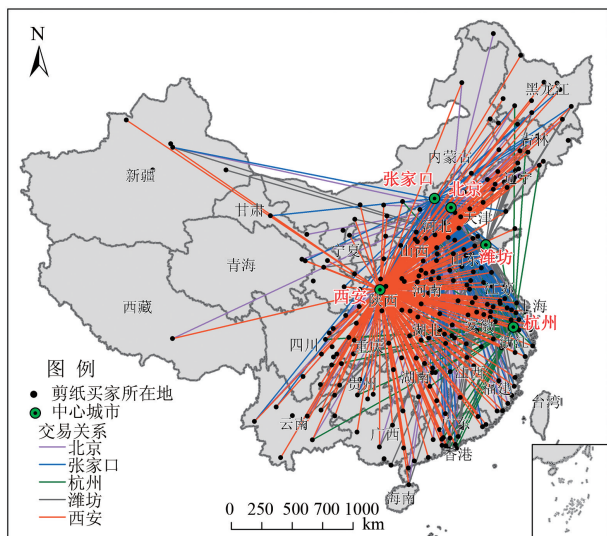 N
黑龙江
吉林
内蒙古
辽宁
张家口
北京
新疆
天津
甘肃
河北
宁夏
山西
山东
潍坊
青海
西安
陕西
河南
江苏
西藏
上海
安徽
杭州
湖北
浙江
四川
重庆
图 例
剪纸买家所在地
中心城市
交易关系
北京
张家口
杭州
潍坊
西安
贵州
湖南
江西
福建
台湾
云南
广西
香港
海南
0 250 500 1000
km